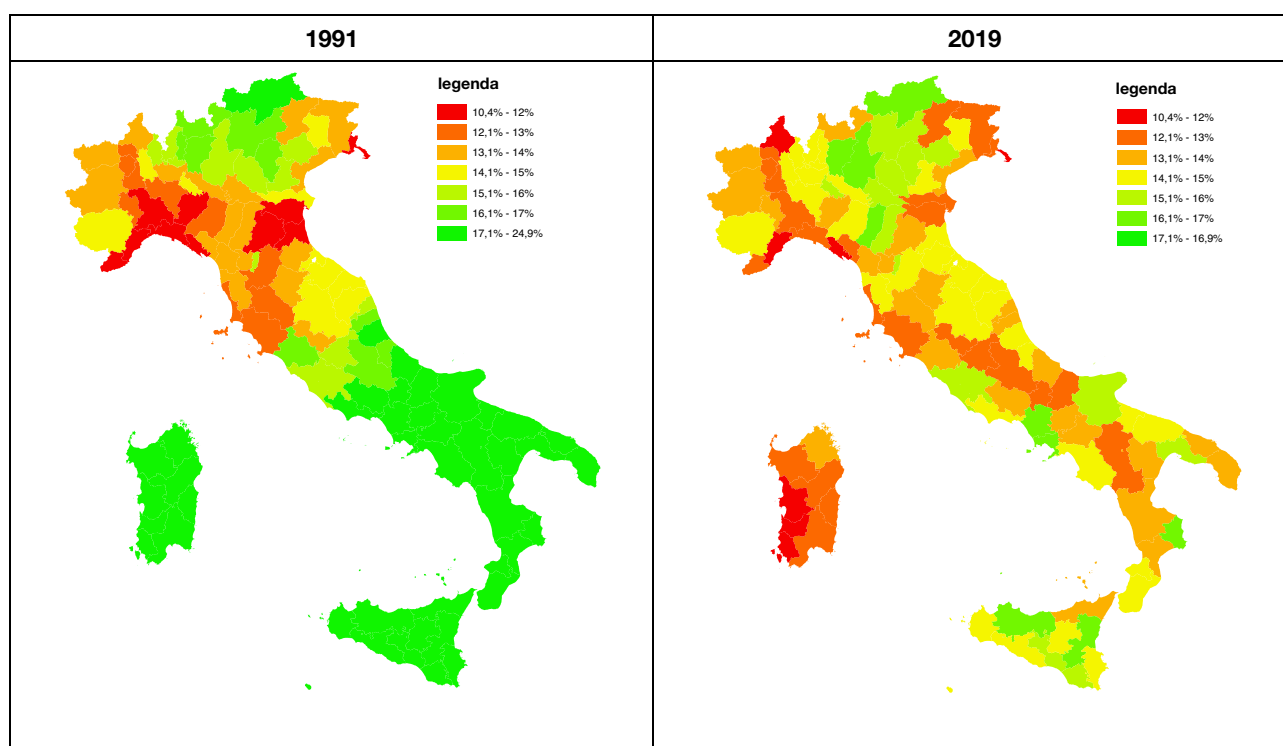 1991
2019
legenda
10,4% - 12%
12,1% - 13%
13,1% - 14%
14,1% - 15%
15,1% - 16%
16,1% - 17%
17,1% - 24,9%
legenda
10,4% - 12%
12,1% - 13%
13,1% - 14%
14,1% - 15%
15,1% - 16%
16,1% - 17%
17,1% - 16,9%